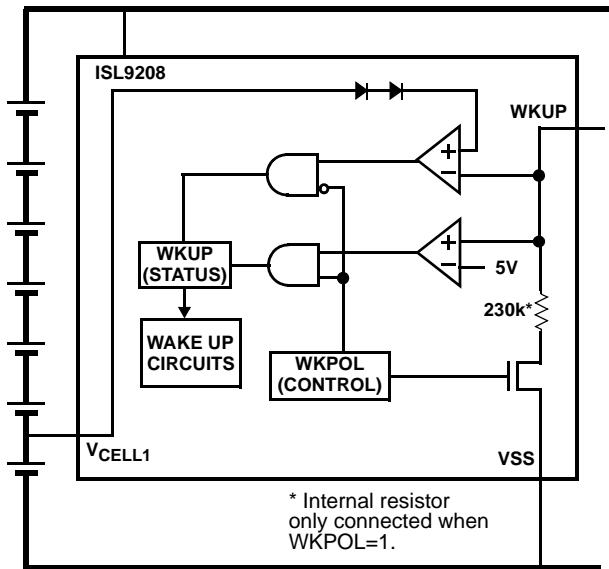 ISL9208
WKUP
+
−
WKUP
(STATUS)
+
−
5V
230k*
WAKE UP
CIRCUITS
WKPOL
(CONTROL)
VCELL1
VSS
* Internal resistor
only connected when
WKPOL=1.